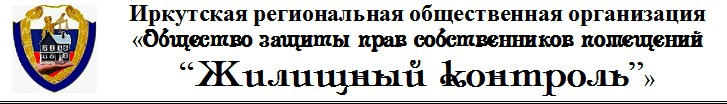 Иркутская региональная общественная организация
«Общество защиты прав собственников помещений
“Жилищный контроль”»